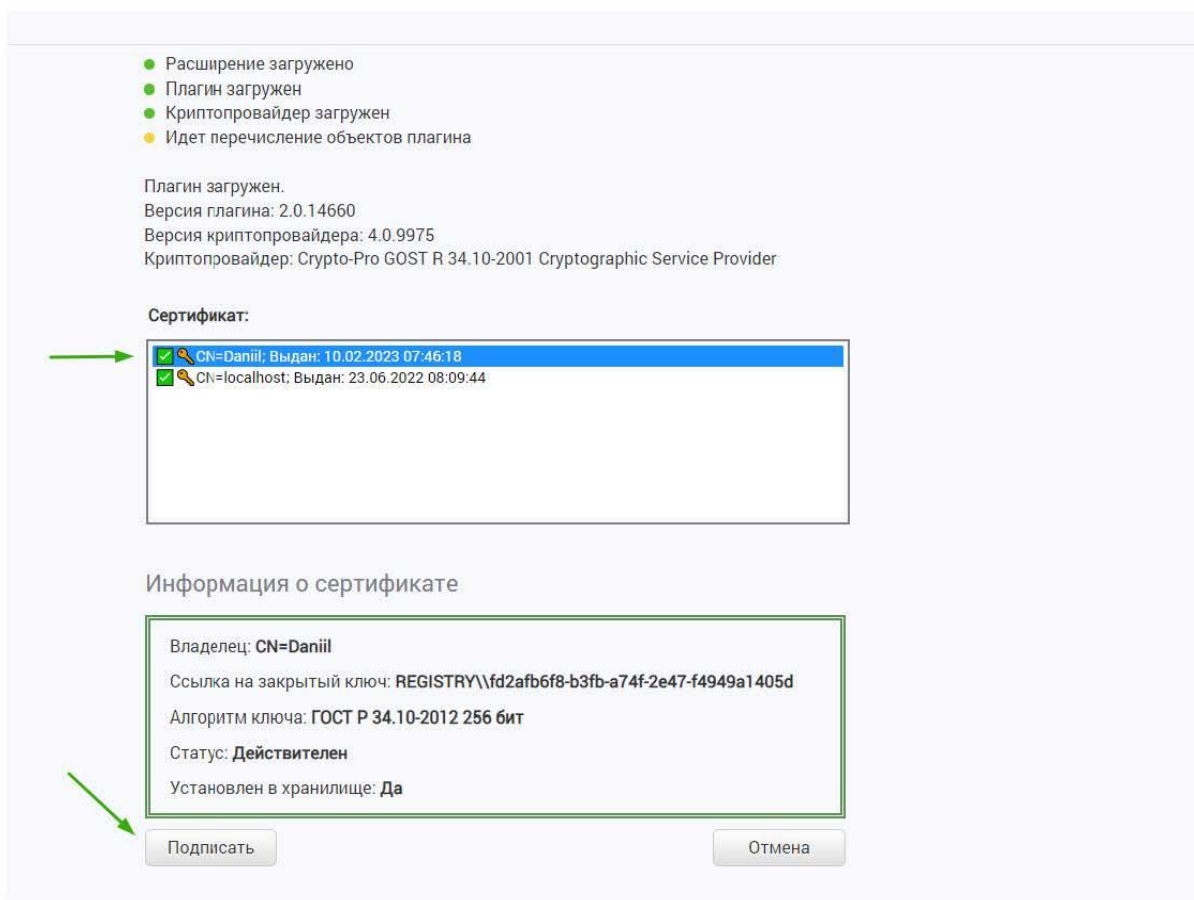 Расширение загружено
Плагин загружен
Криптопровайдер загружен
Идет перечисление объектов плагина
Плагин загружен.
Версия плагина: 2.0.14660
Версия криптопровайдера: 4.0.9975
Криптопровайдер: Crypto-Pro GOST R 34.10-2001 Cryptographic Service Provider
Сертификат:
CN=Daniil; Выдан: 10.02.2023 07:46:18
CN=localhost; Выдан: 23.06.2022 08:09:44
Информация о сертификате
Владелец: CN=Daniil
Ссылка на закрытый ключ: REGISTRY\\fd2afb6f8-b3fb-a74f-2e47-f4949a1405d
Алгоритм ключа: ГОСТ Р 34.10-2012 256 бит
Статус: Действителен
Установлен в хранилище: Да
Подписать
Отмена